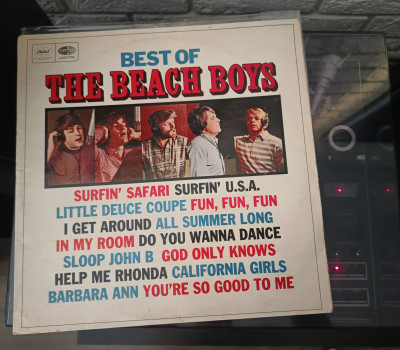 Capitol
BEST OF
THE BEACH BOYS
SURFIN' SAFARI SURFIN' U.S.A.
LITTLE DEUCE COUPE FUN, FUN, FUN
I GET AROUND ALL SUMMER LONG
IN MY ROOM DO YOU WANNA DANCE
SLOOP JOHN B GOD ONLY KNOWS
HELP ME RHONDA CALIFORNIA GIRLS
BARBARA ANN YOU'RE SO GOOD TO ME